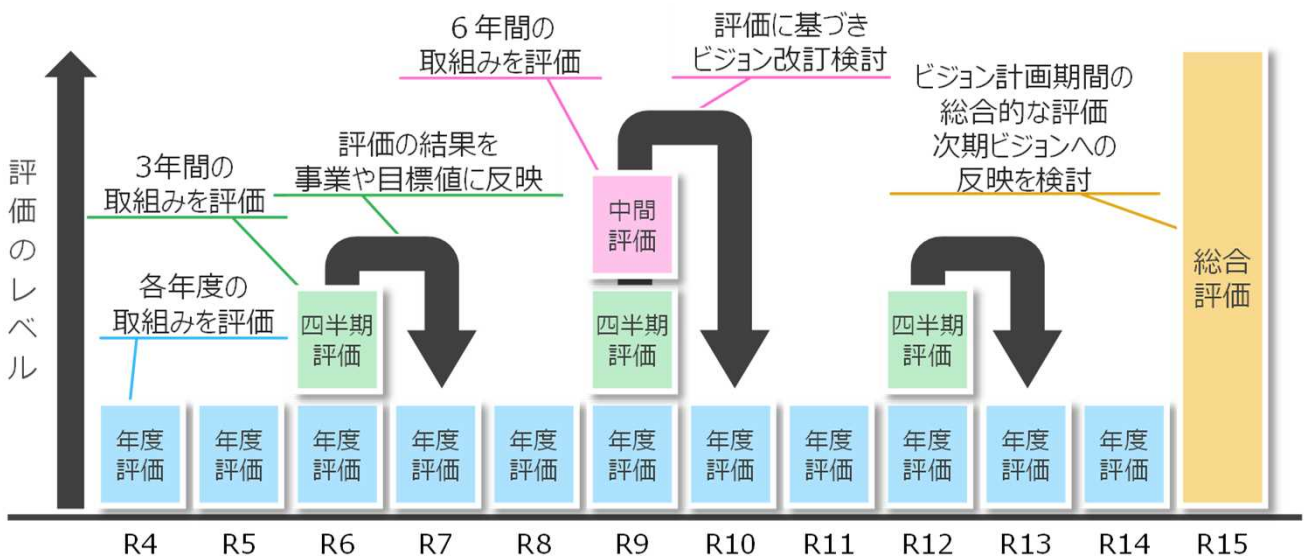 6年間の
取組みを評価
評価に基づき
ビジョン改訂検討
ビジョン計画期間の
総合的な評価
次期ビジョンへの
反映を検討
評価の結果を
事業や目標値に反映
3年間の
取組みを評価
各年度の
取組みを評価
評価のレベル
中間
評価
総合
評価
四半期
評価
四半期
評価
四半期
評価
年度
評価
年度
評価
年度
評価
年度
評価
年度
評価
年度
評価
年度
評価
年度
評価
年度
評価
年度
評価
年度
評価
R4 R5 R6 R7 R8 R9 R10 R11 R12 R13 R14 R15